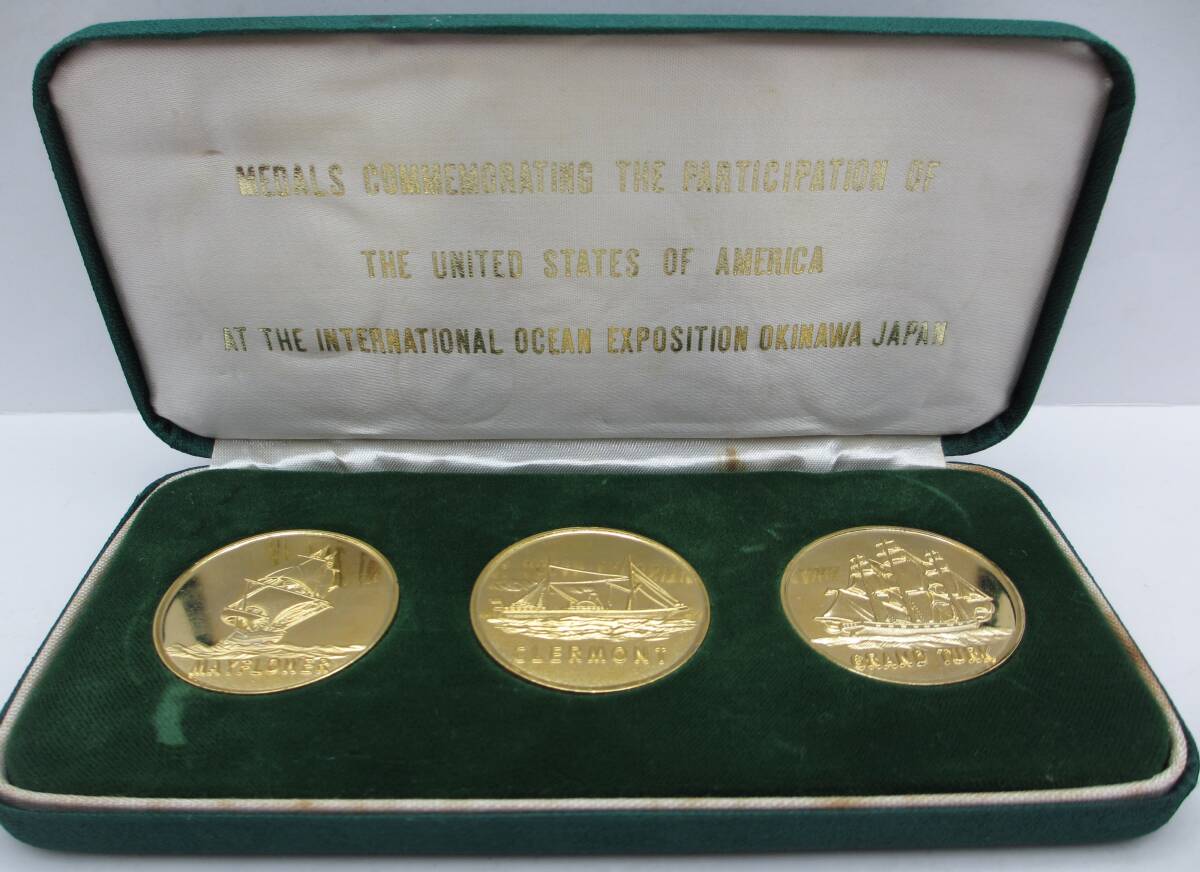 MEDALS COMMEMORATING THE PARTICIPATION OF
THE UNITED STATES OF AMERICA
AT THE INTERNATIONAL OCEAN EXPOSITION OKINAWA JAPAN
MAYFLOWER
CLERMONT
GRAND TURK